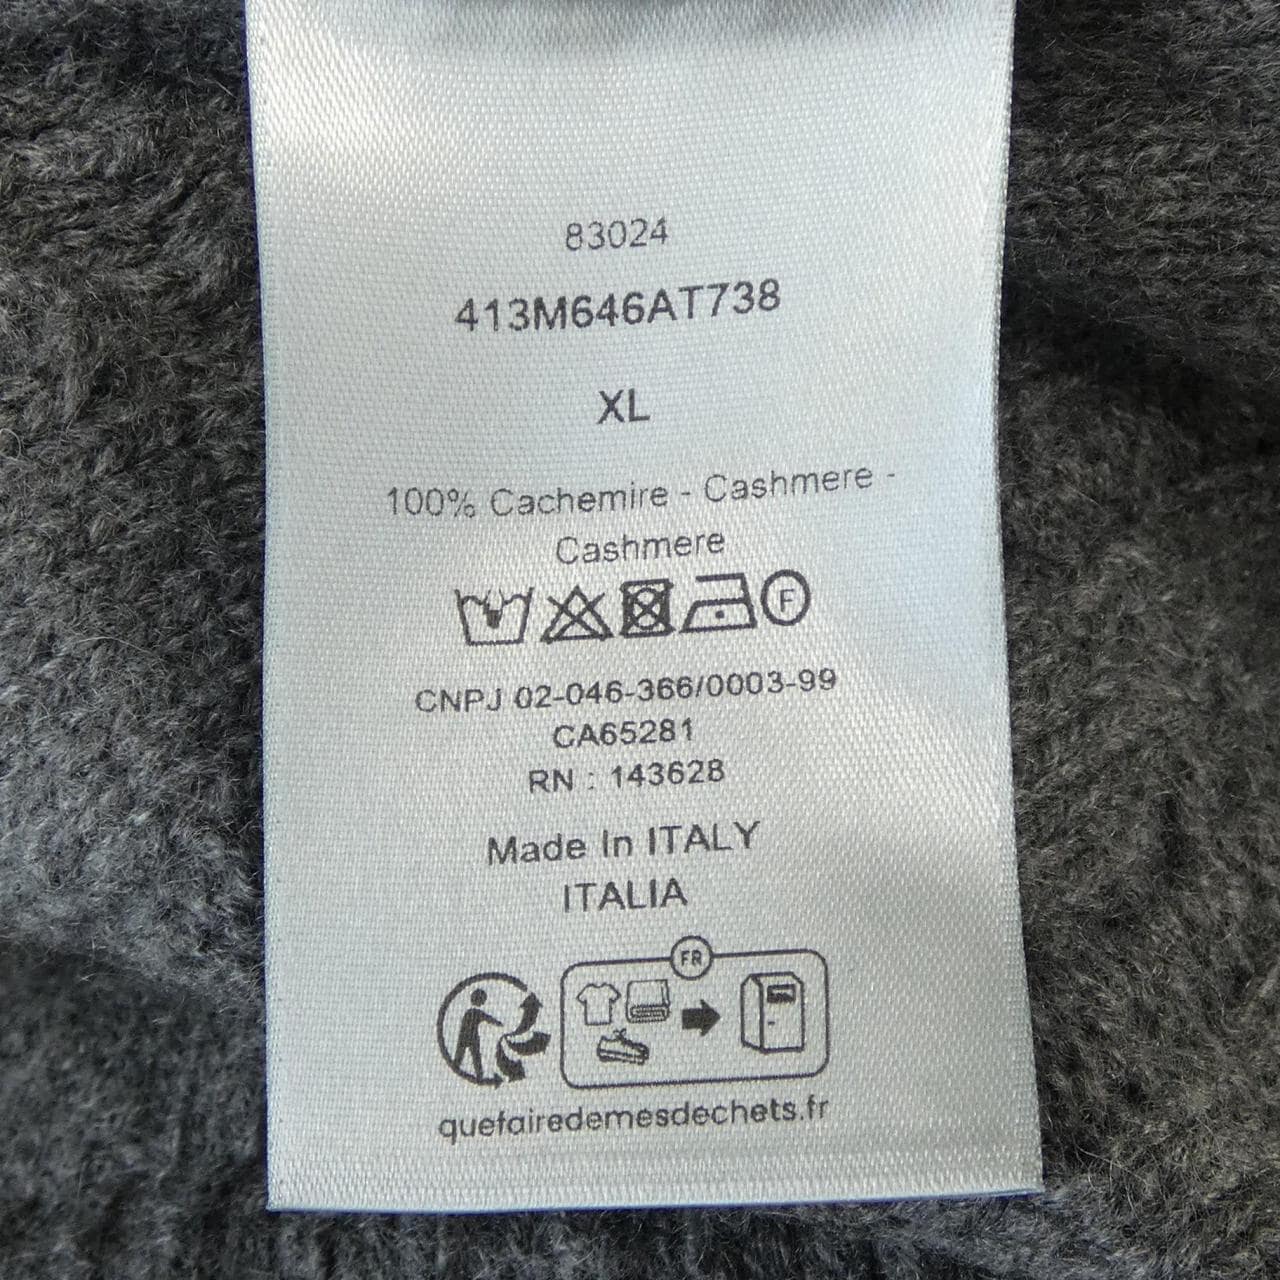 83024
413M646AT738
XL
100% Cachemire - Cashmere -
Cashmere
F
CNPJ 02-046-366/0003-99
CA65281
RN : 143628
Made In ITALY
ITALIA
FR
quefairedemesdechets.fr